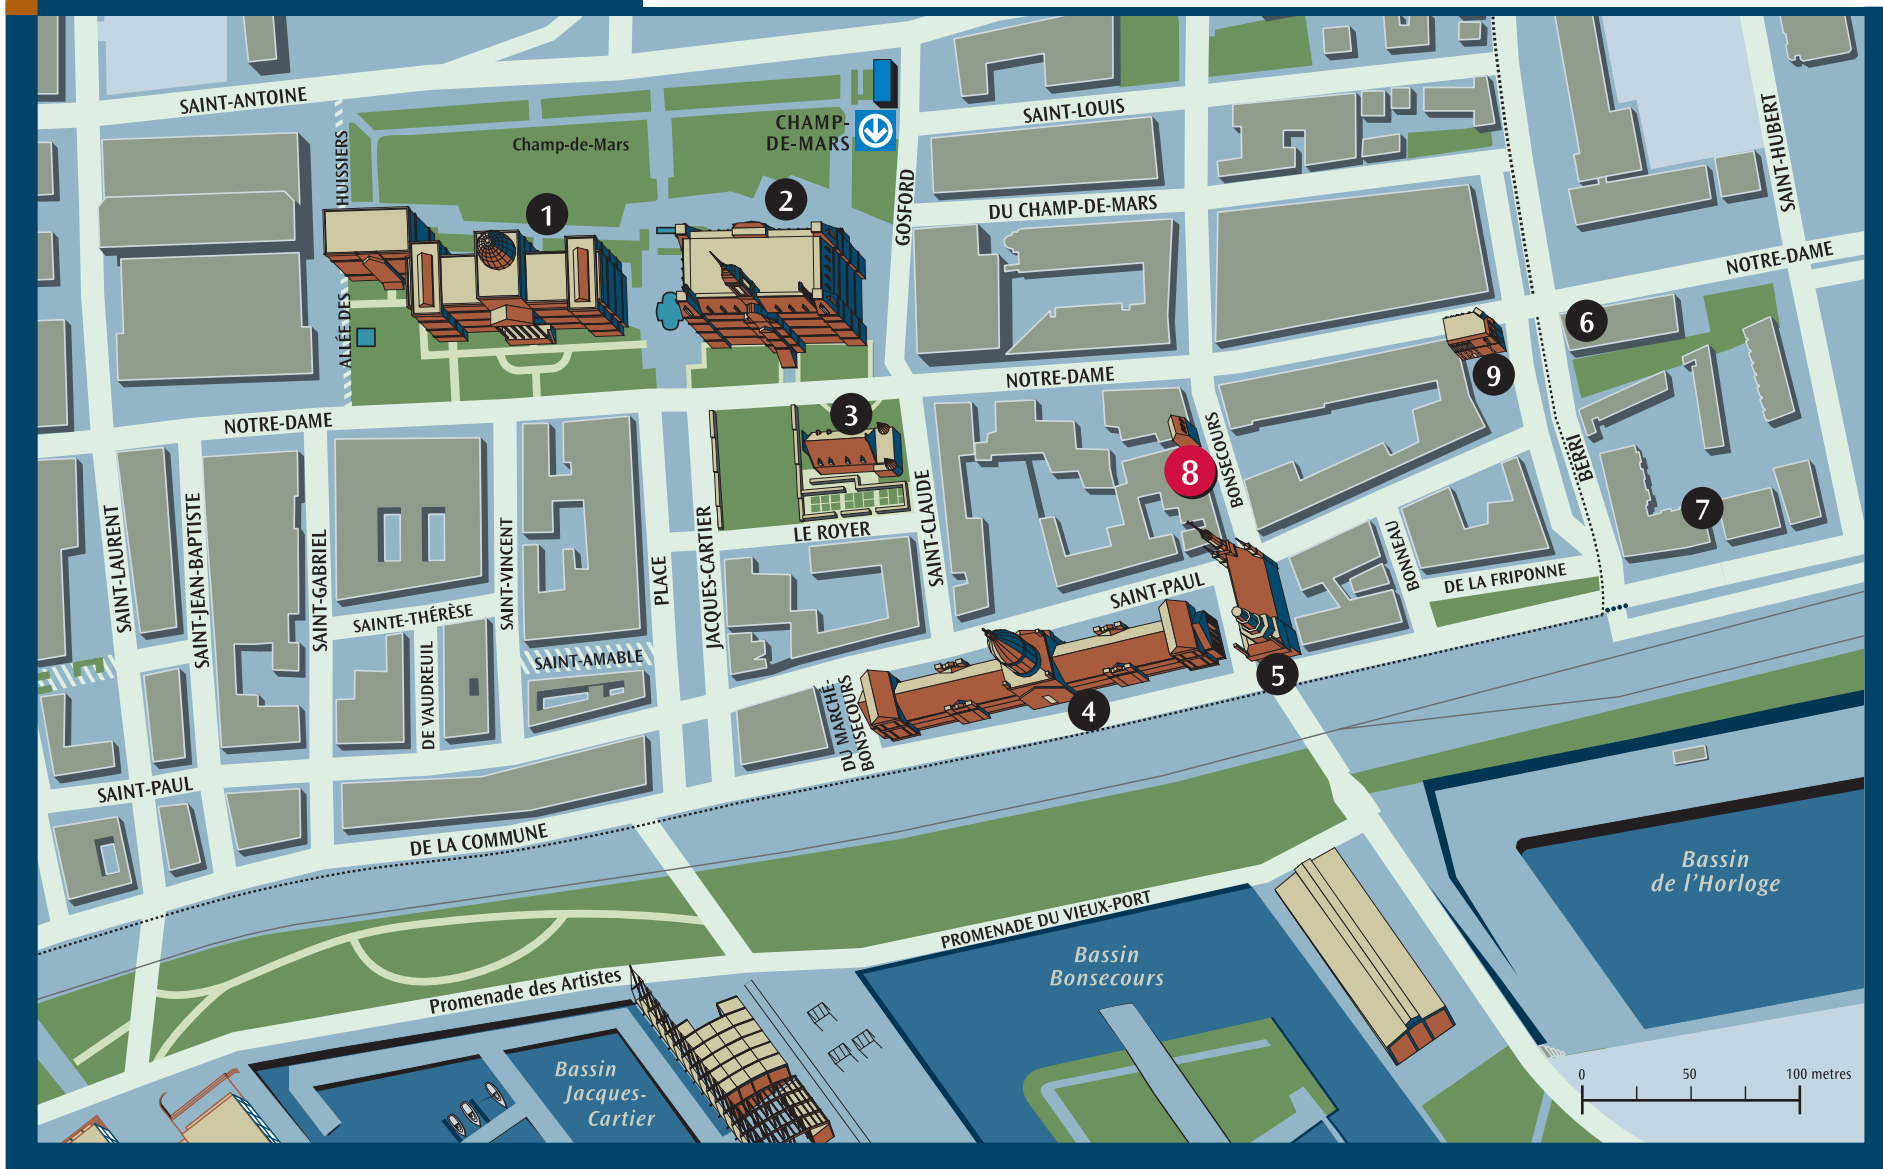 SAINT-ANTOINE
HUISSIERS
ALLÉE DES
Champ-de-Mars
CHAMP-
DE-MARS
GOSFORD
SAINT-LOUIS
DU CHAMP-DE-MARS
SAINT-HUBERT
NOTRE-DAME
1
2
3
6
9
NOTRE-DAME
NOTRE-DAME
BONSECOURS
8
BERRI
7
SAINT-LAURENT
SAINT-JEAN-BAPTISTE
SAINT-GABRIEL
SAINTE-THÉRÈSE
DE VAUDREUIL
SAINT-VINCENT
SAINT-AMABLE
PLACE
JACQUES-CARTIER
LE ROYER
SAINT-CLAUDE
SAINT-PAUL
BONNEAU
DE LA FRIPONNE
DU MARCHÉ-
BONSECOURS
4
5
SAINT-PAUL
DE LA COMMUNE
Bassin
de l'Horloge
PROMENADE DU VIEUX-PORT
Bassin
Bonsecours
Promenade des Artistes
Bassin
Jacques-
Cartier
0 50 100 metres